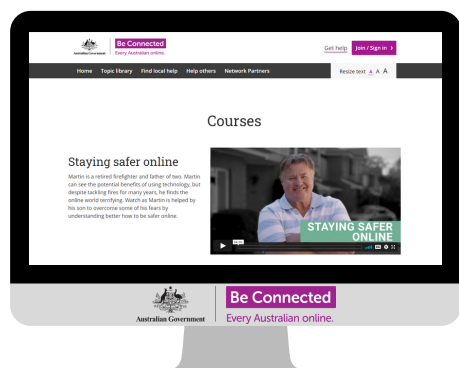 Australian Government
Be Connected
Every Australian online.
Get help
Join / Sign in >
Home Topic library Find local help Help others Network Partners
Resize text A A A
Courses
Staying safer online
Martin is a retired firefighter and father of two. Martin
can see the potential benefits of using technology, but
despite tackling fires for many years, he finds the
online world terrifying. Watch as Martin is helped by
his son to overcome some of his fears by
understanding better how to be safer online.
STAYING SAFER
ONLINE
Australian Government
Be Connected
Every Australian online.